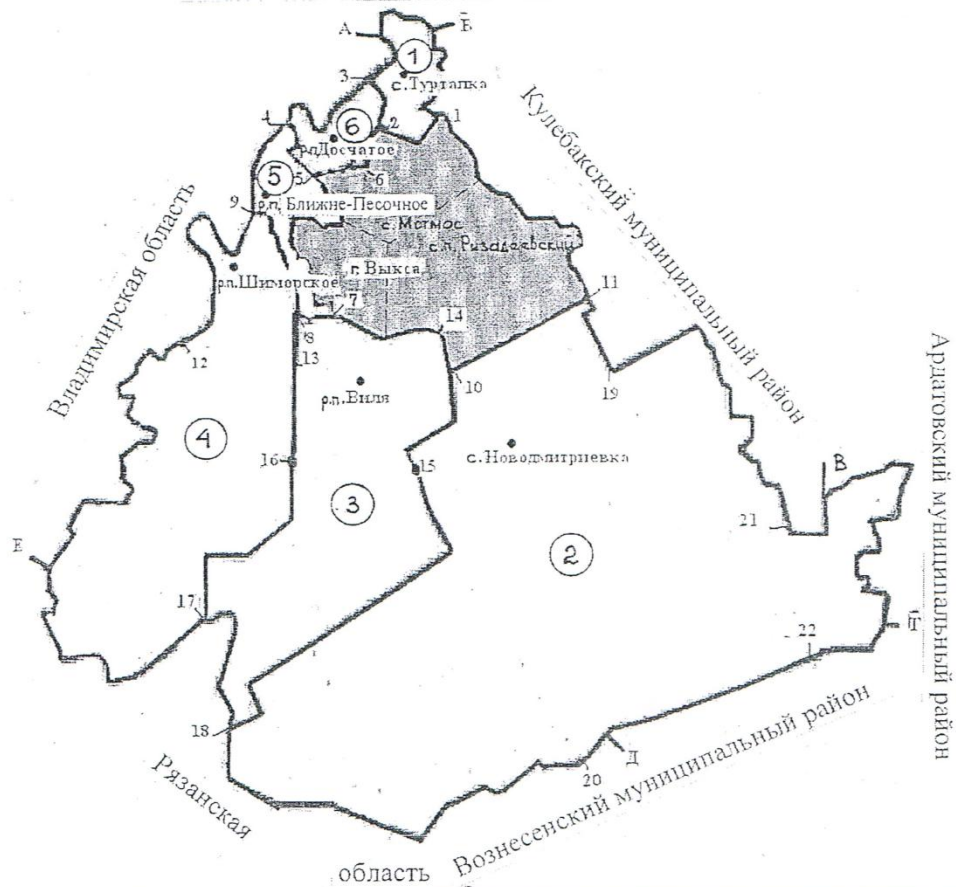 А
Б
1
с.Туртапка
3
1
Кулебакский муниципальный район
4
6
2
р.п.Досчатое
5
5
6
9
р.п. Ближне-Песочное
с. Мотмос
с.п. Ризадеевский
Владимирская область
р.п.Шиморское
г. Выкса
11
7
14
8
13
12
10
19
р.п.Виля
Ардатовский муниципальный район
4
с.Новодмитриевка
16
15
В
3
21
Е
2
17
Г
22
18
Д
20
Рязанская
область
Вознесенский муниципальный район